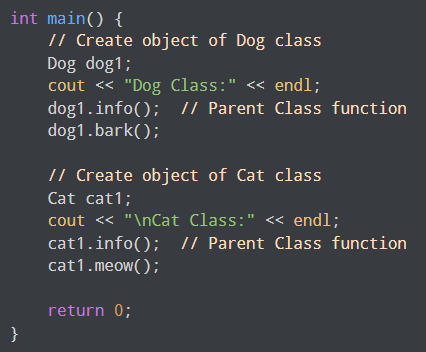 int main() {
    // Create object of Dog class
    Dog dog1;
    cout << "Dog Class:" << endl;
    dog1.info();  // Parent Class function
    dog1.bark();

    // Create object of Cat class
    Cat cat1;
    cout << "\nCat Class:" << endl;
    cat1.info();  // Parent Class function
    cat1.meow();

    return 0;
}